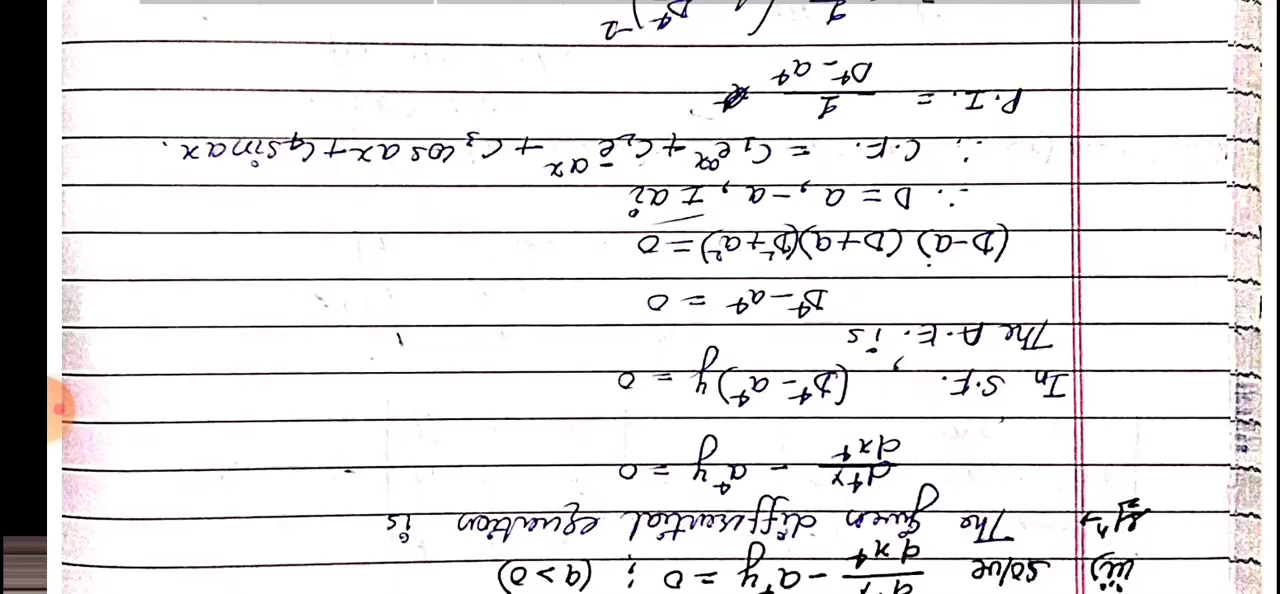 iii) solve d⁴y/dx⁴ - a⁴y = 0 ; (a>0)
The given differential equation is
d⁴x/dx⁴ - a⁴y = 0
In S.F. , (D⁴-a⁴)y = 0
The A.E. is
D⁴-a⁴ = 0
(D-a)(D+a)(D²+a²)=0
∴ D = a, -a, ± ai
∴ C.F. = C₁e^ax + C₂e^-ax + C₃ cos ax + C₄ sin ax.
P.I. = 1/D⁴-a⁴